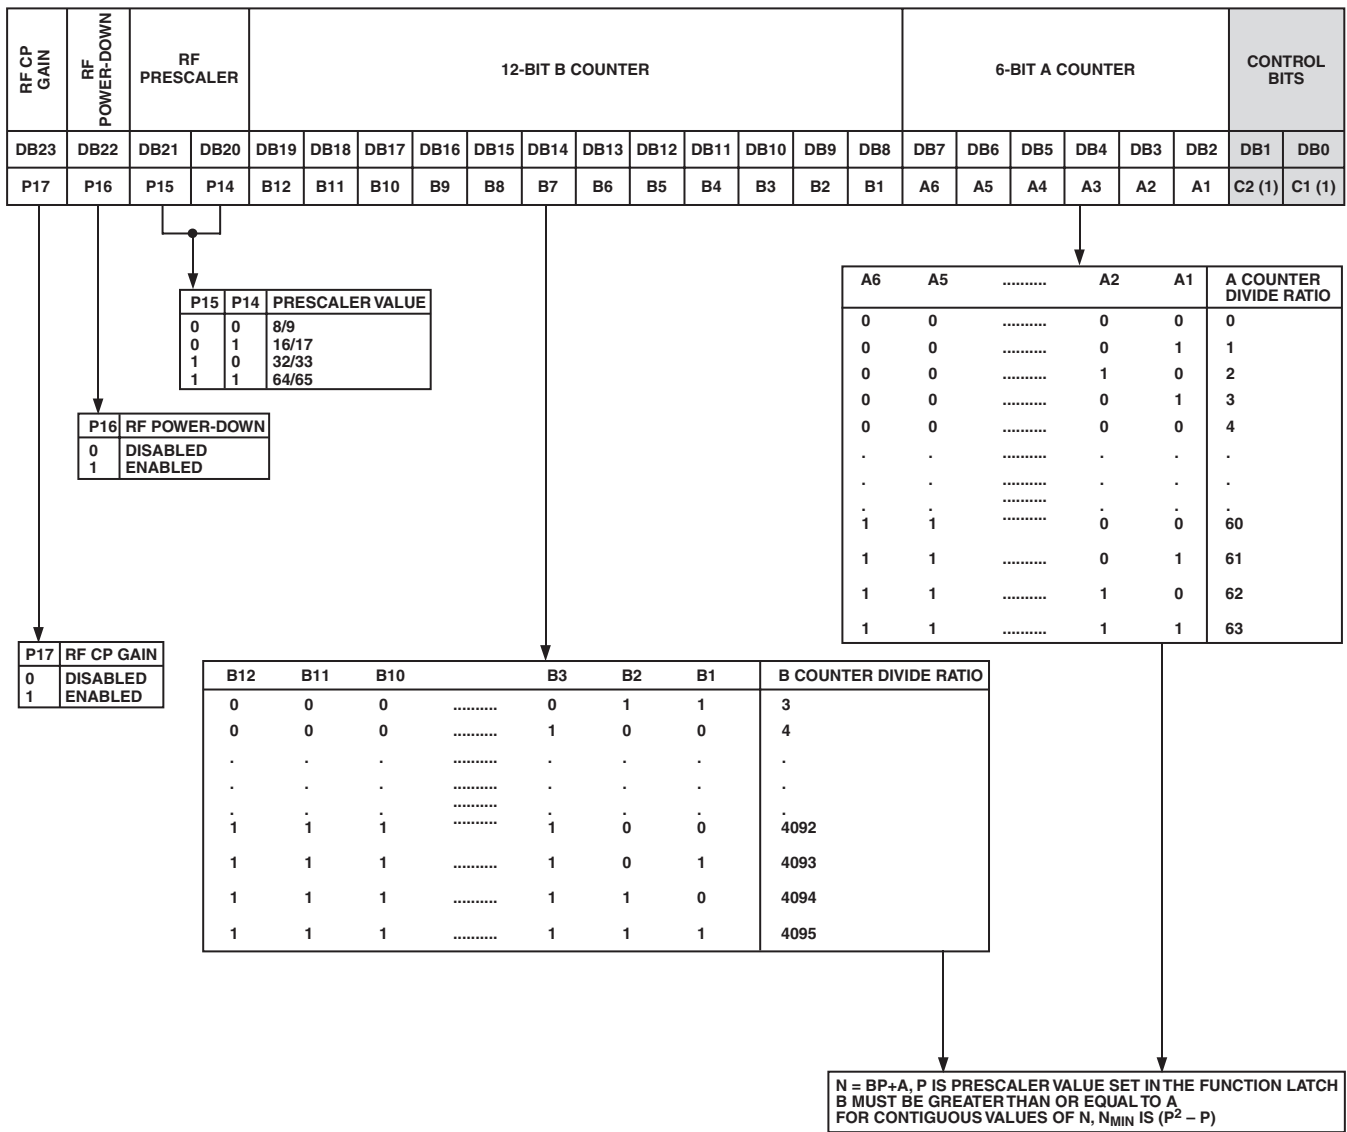 RF CP GAIN
RF POWER-DOWN
RF PRESCALER
12-BIT B COUNTER
6-BIT A COUNTER
CONTROL BITS
DB23 DB22 DB21 DB20 DB19 DB18 DB17 DB16 DB15 DB14 DB13 DB12 DB11 DB10 DB9 DB8 DB7 DB6 DB5 DB4 DB3 DB2 DB1 DB0
P17 P16 P15 P14 B12 B11 B10 B9 B8 B7 B6 B5 B4 B3 B2 B1 A6 A5 A4 A3 A2 A1 C2 (1) C1 (1)
P15 P14 PRESCALER VALUE
0 0 8/9
0 1 16/17
1 0 32/33
1 1 64/65
P16 RF POWER-DOWN
0 DISABLED
1 ENABLED
P17 RF CP GAIN
0 DISABLED
1 ENABLED
A6 A5 .......... A2 A1 A COUNTER DIVIDE RATIO
0 0 .......... 0 0 0
0 0 .......... 0 1 1
0 0 .......... 1 0 2
0 0 .......... 0 1 3
0 0 .......... 0 0 4
. . .......... . . .
. . .......... . . .
. . .......... . . .
1 1 .......... 0 0 60
1 1 .......... 0 1 61
1 1 .......... 1 0 62
1 1 .......... 1 1 63
B12 B11 B10 B3 B2 B1 B COUNTER DIVIDE RATIO
0 0 0 .......... 0 1 1 3
0 0 0 .......... 1 0 0 4
. . . .......... . . . .
. . . .......... . . . .
. . . .......... . . . .
1 1 1 .......... 1 0 0 4092
1 1 1 .......... 1 0 1 4093
1 1 1 .......... 1 1 0 4094
1 1 1 .......... 1 1 1 4095
N = BP+A, P IS PRESCALER VALUE SET IN THE FUNCTION LATCH
B MUST BE GREATER THAN OR EQUAL TO A
FOR CONTIGUOUS VALUES OF N, NMIN IS (P² – P)